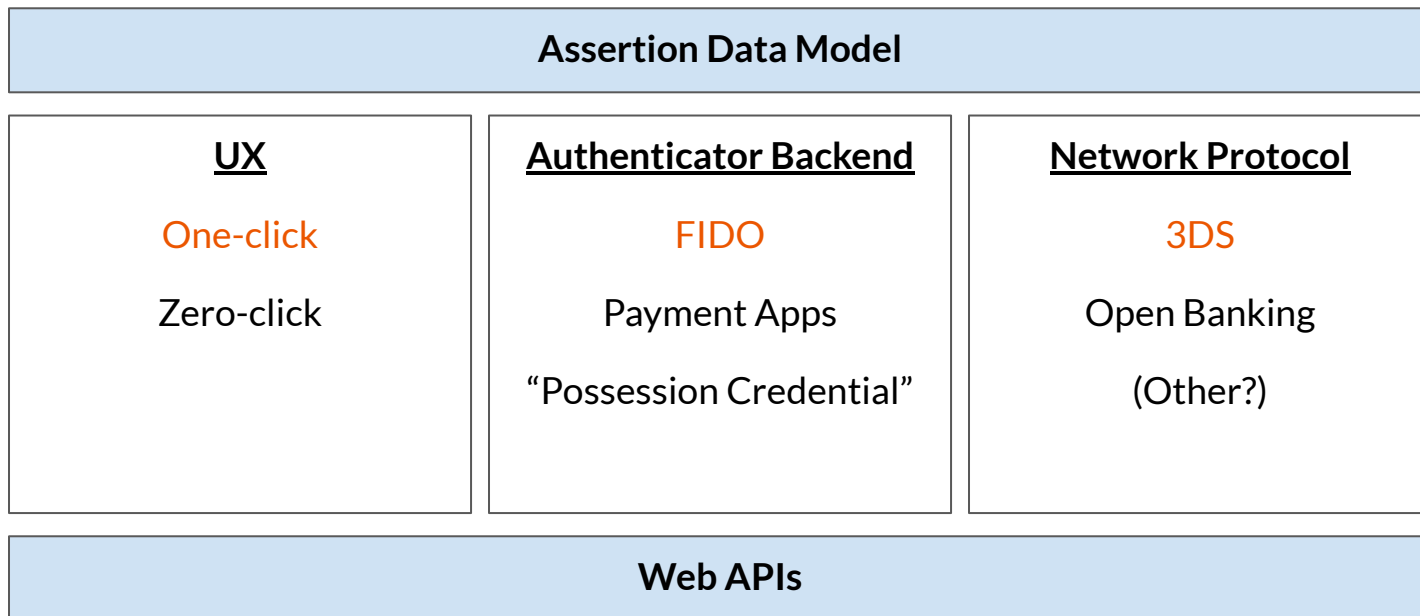 Assertion Data Model
UX
One-click
Zero-click
Authenticator Backend
FIDO
Payment Apps
“Possession Credential”
Network Protocol
3DS
Open Banking
(Other?)
Web APIs